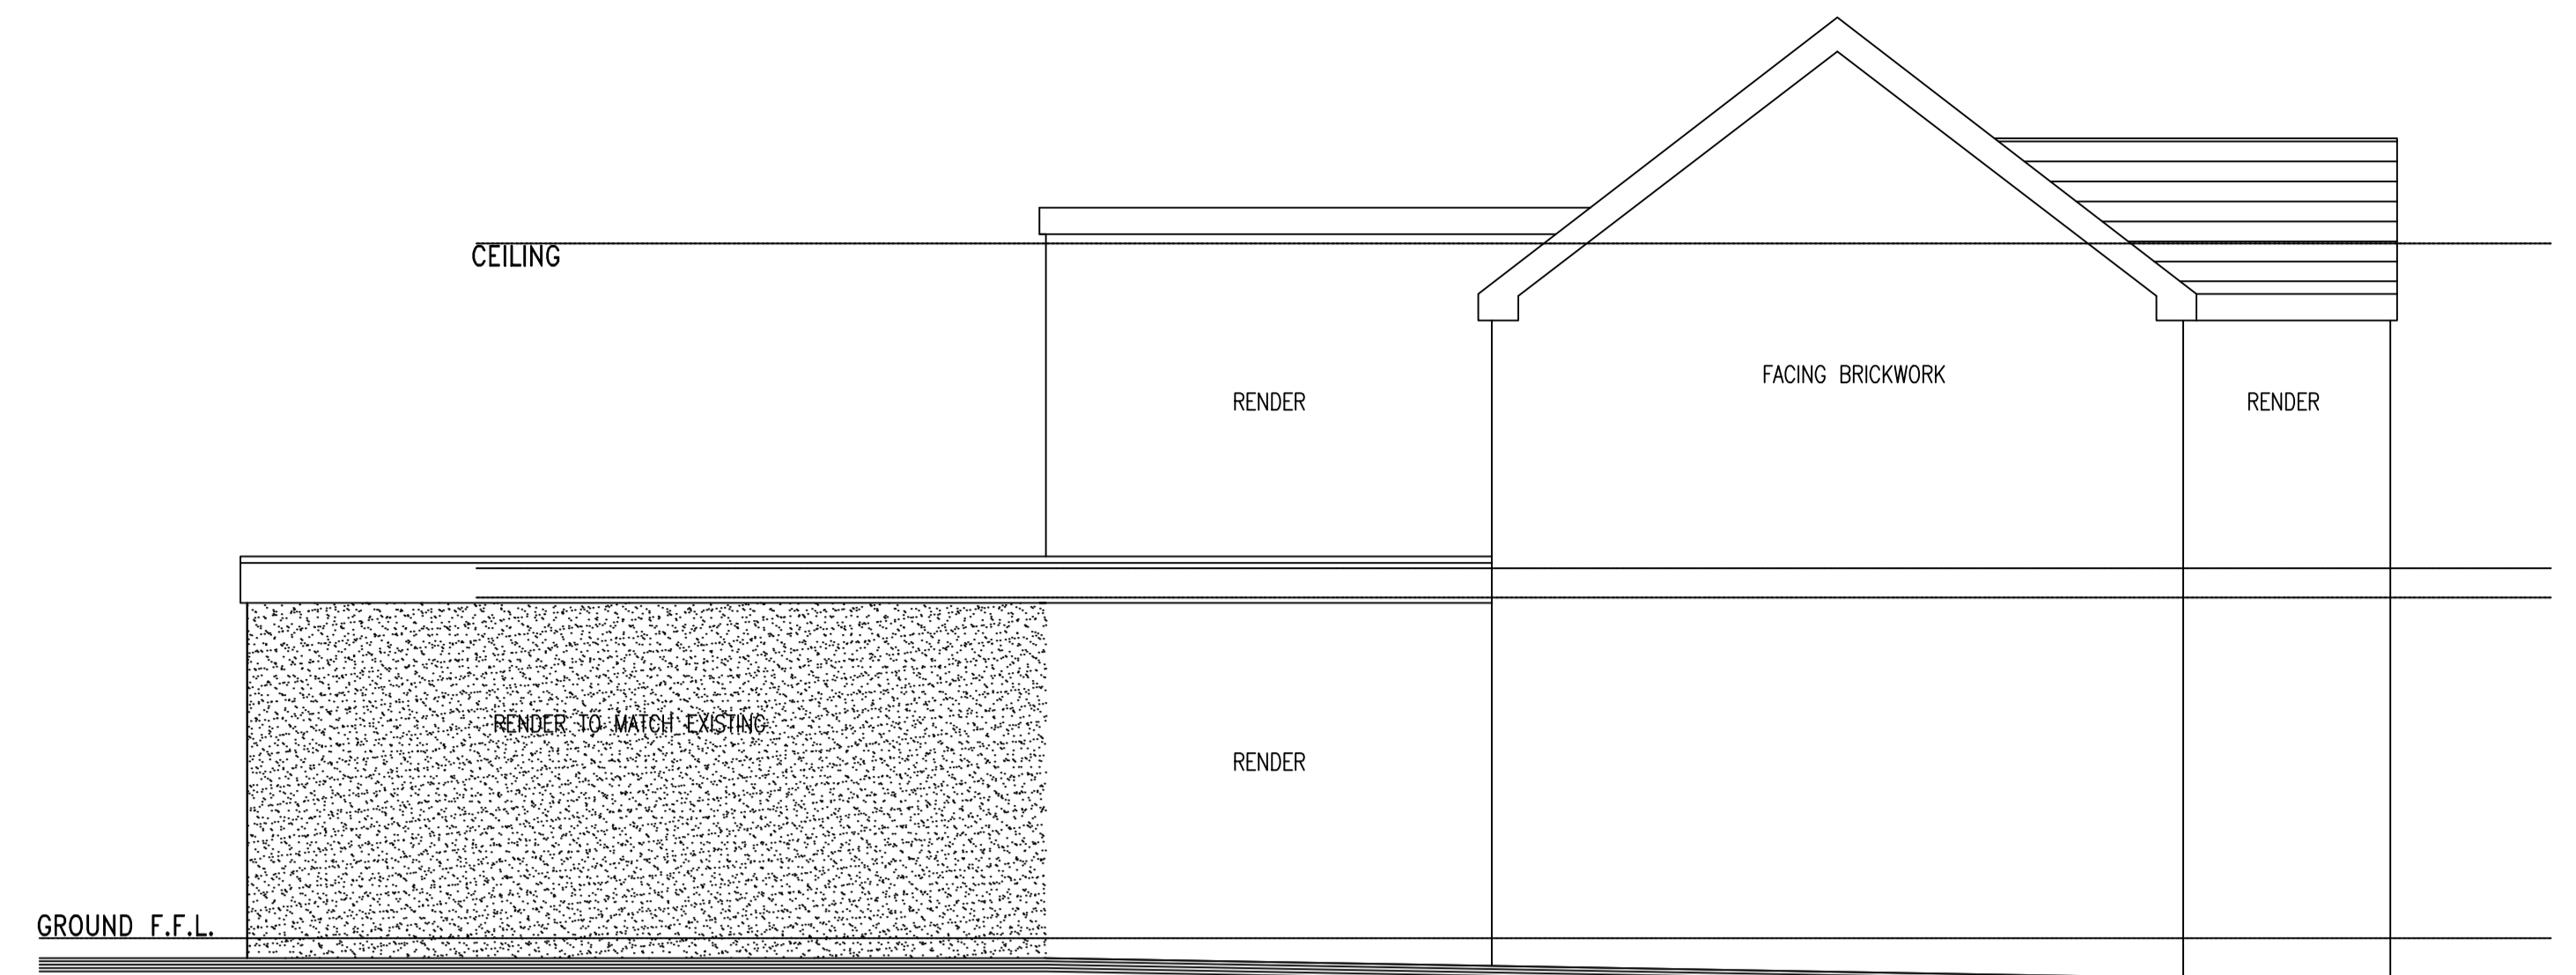 CEILING
FACING BRICKWORK
RENDER
RENDER
RENDER TO MATCH EXISTING
RENDER
GROUND F.F.L.